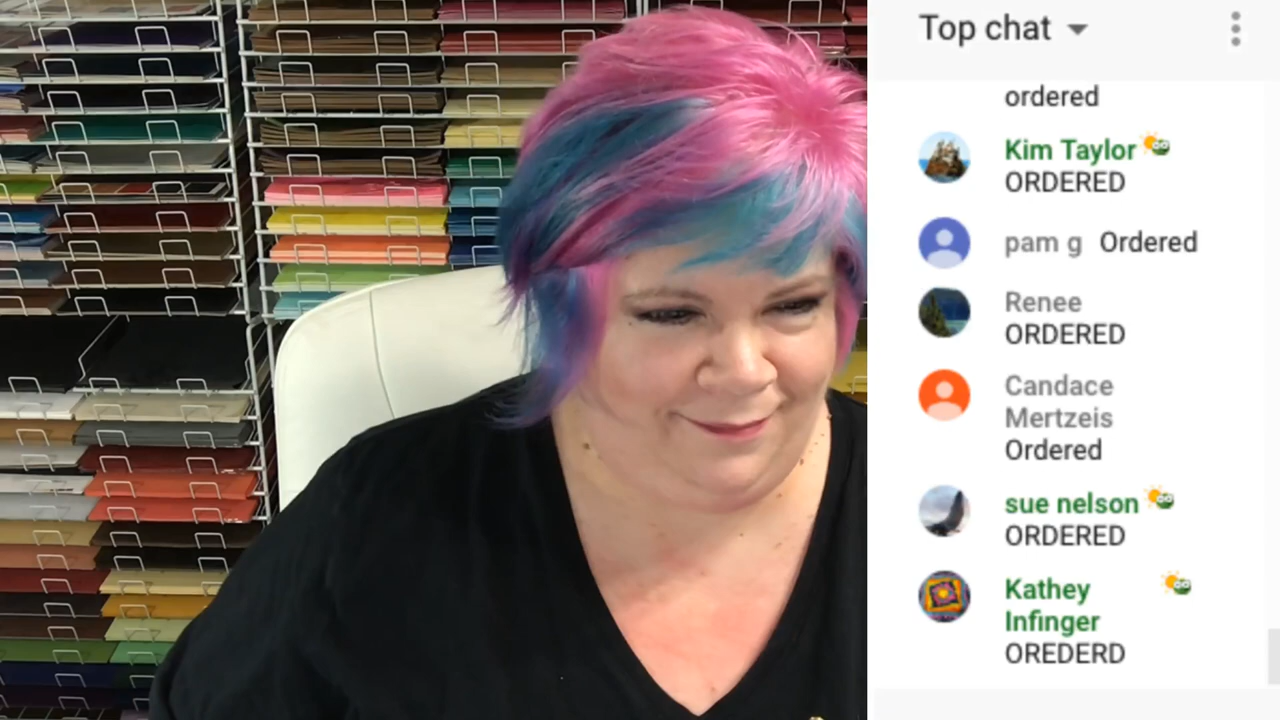 Top chat
ordered
Kim Taylor
ORDERED
pam g Ordered
Renee
ORDERED
Candace
Mertzeis
Ordered
sue nelson
ORDERED
Kathey
Infinger
OREDERD